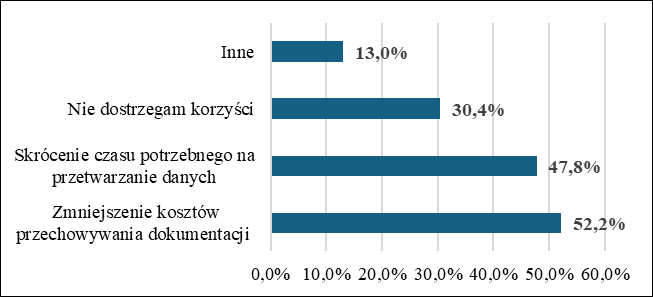 Inne
13,0%
Nie dostrzegam korzyści
30,4%
Skrócenie czasu potrzebnego na
przetwarzanie danych
47,8%
Zmniejszenie kosztów
przechowywania dokumentacji
52,2%
0,0% 10,0% 20,0% 30,0% 40,0% 50,0% 60,0%